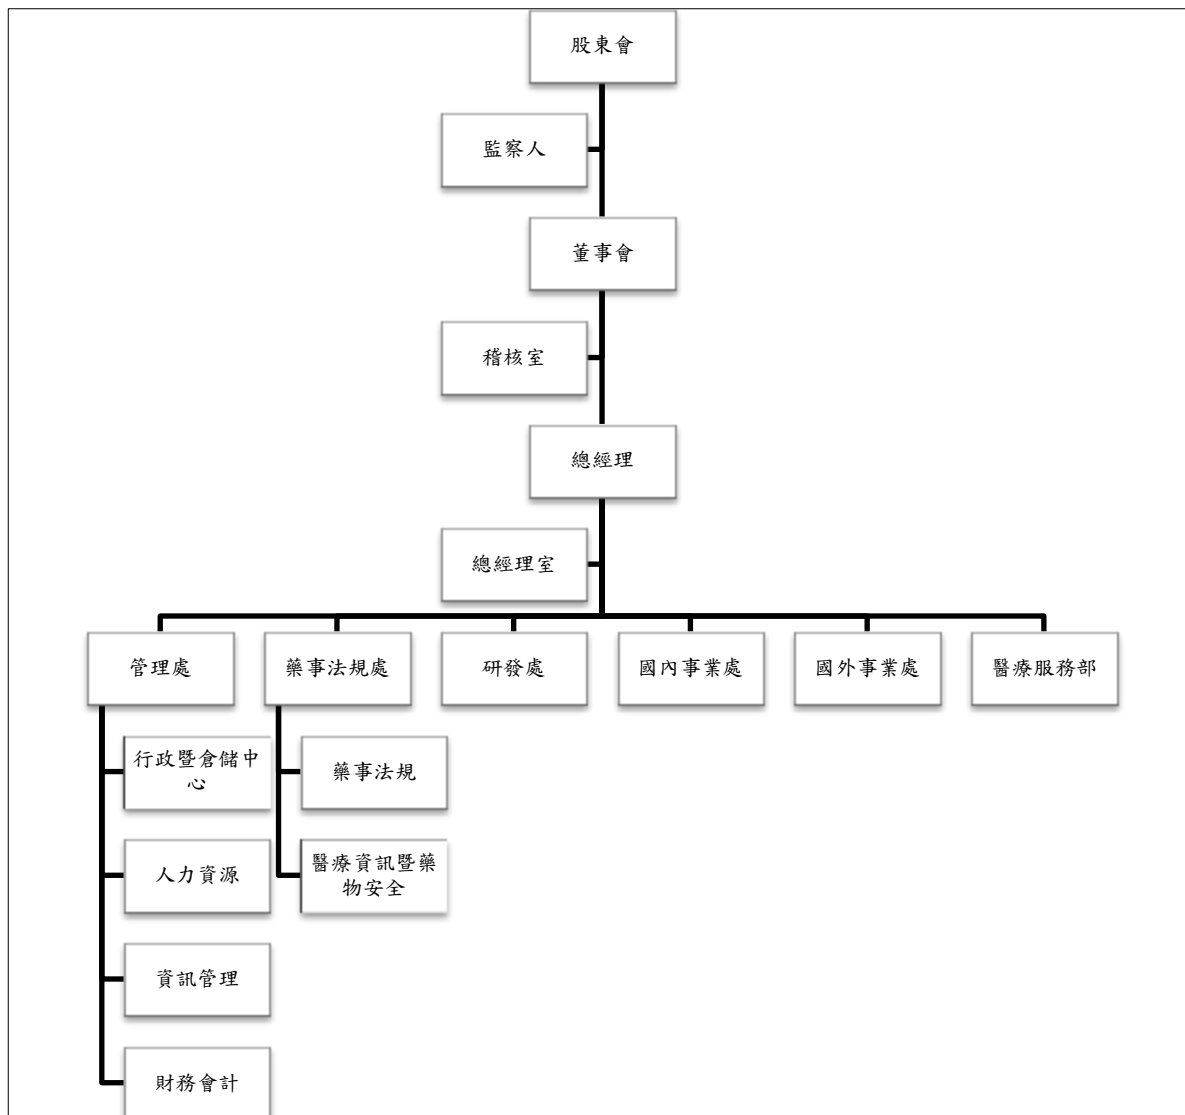 股東會
監察人
董事會
稽核室
總經理
總經理室
管理處
藥事法規處
研發處
國內事業處
國外事業處
醫療服務部
行政暨倉儲中
心
藥事法規
人力資源
醫療資訊暨藥
物安全
資訊管理
財務會計